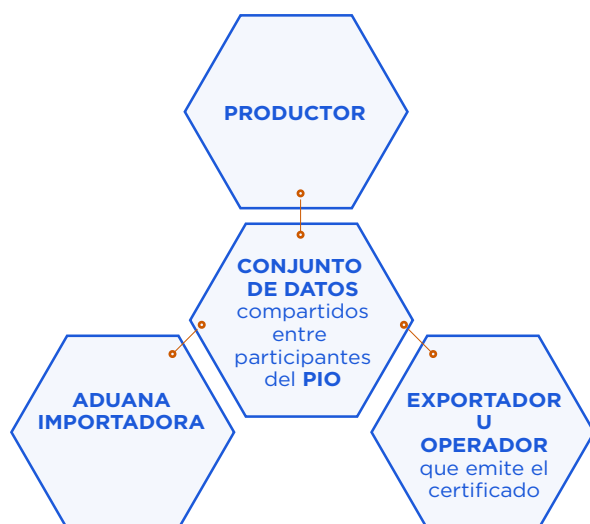 PRODUCTOR
CONJUNTO
DE DATOS
compartidos
entre
participantes
del PIO
ADUANA
IMPORTADORA
EXPORTADOR
U
OPERADOR
que emite el
certificado